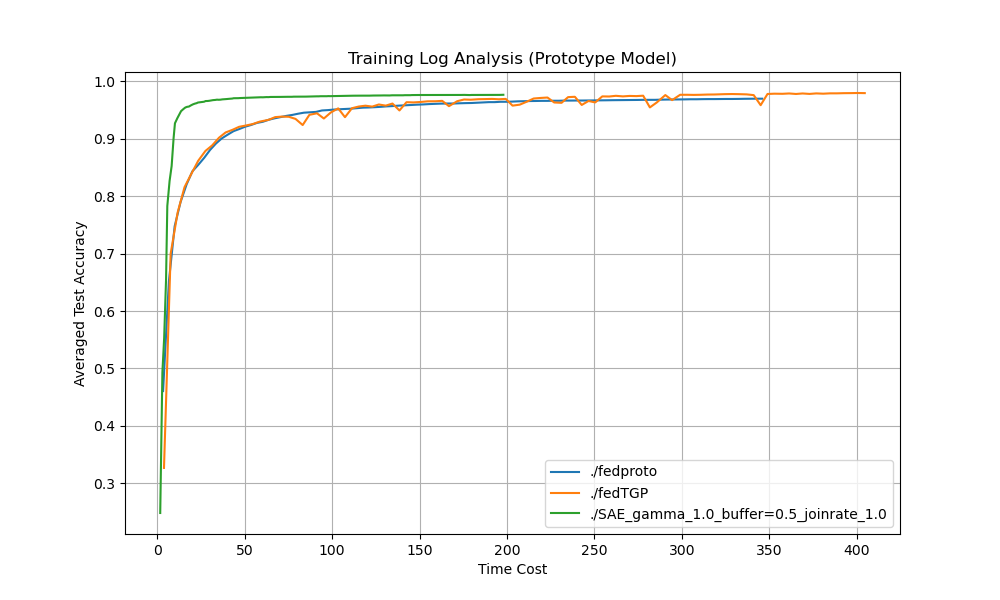 Training Log Analysis (Prototype Model)
Averaged Test Accuracy
1.0
0.9
0.8
0.7
0.6
0.5
0.4
0.3
0 50 100 150 200 250 300 350 400
Time Cost
./fedproto
./fedTGP
./SAE_gamma_1.0_buffer=0.5_joinrate_1.0